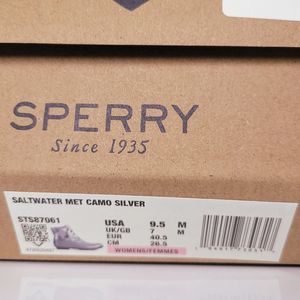 SPERRY
Since 1935
SALTWATER MET CAMO SILVER
STS87061
USA 9.5 M
UK/GB 7 M
EUR 40.5
CM 26.5
WOMENS/FEMMES